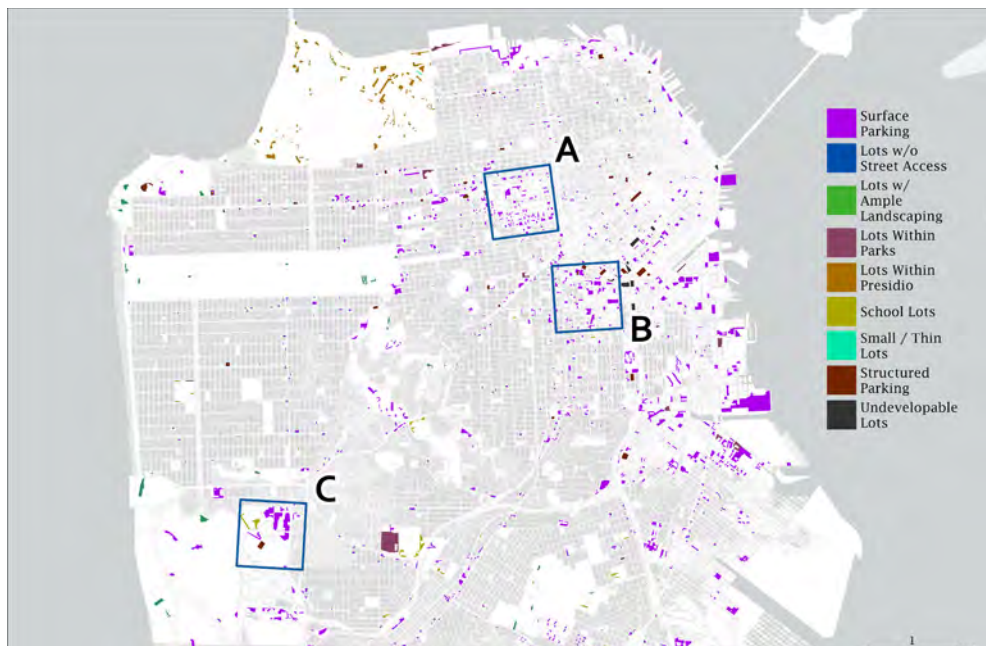 A
B
C
Surface
Parking
Lots w/o
Street Access
Lots w/
Ample
Landscaping
Lots Within
Parks
Lots Within
Presidio
School Lots
Small / Thin
Lots
Structured
Parking
Undevelopable
Lots
1